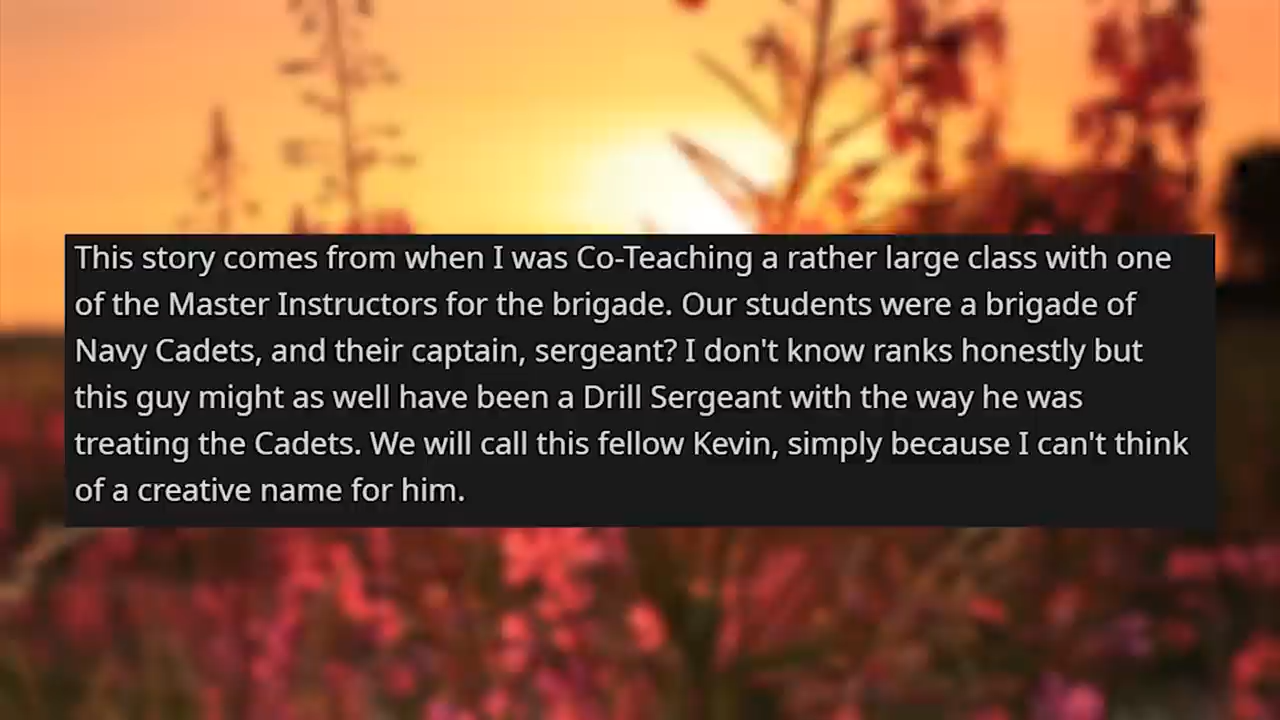 This story comes from when I was Co-Teaching a rather large class with one
of the Master Instructors for the brigade. Our students were a brigade of
Navy Cadets, and their captain, sergeant? I don't know ranks honestly but
this guy might as well have been a Drill Sergeant with the way he was
treating the Cadets. We will call this fellow Kevin, simply because I can't think
of a creative name for him.